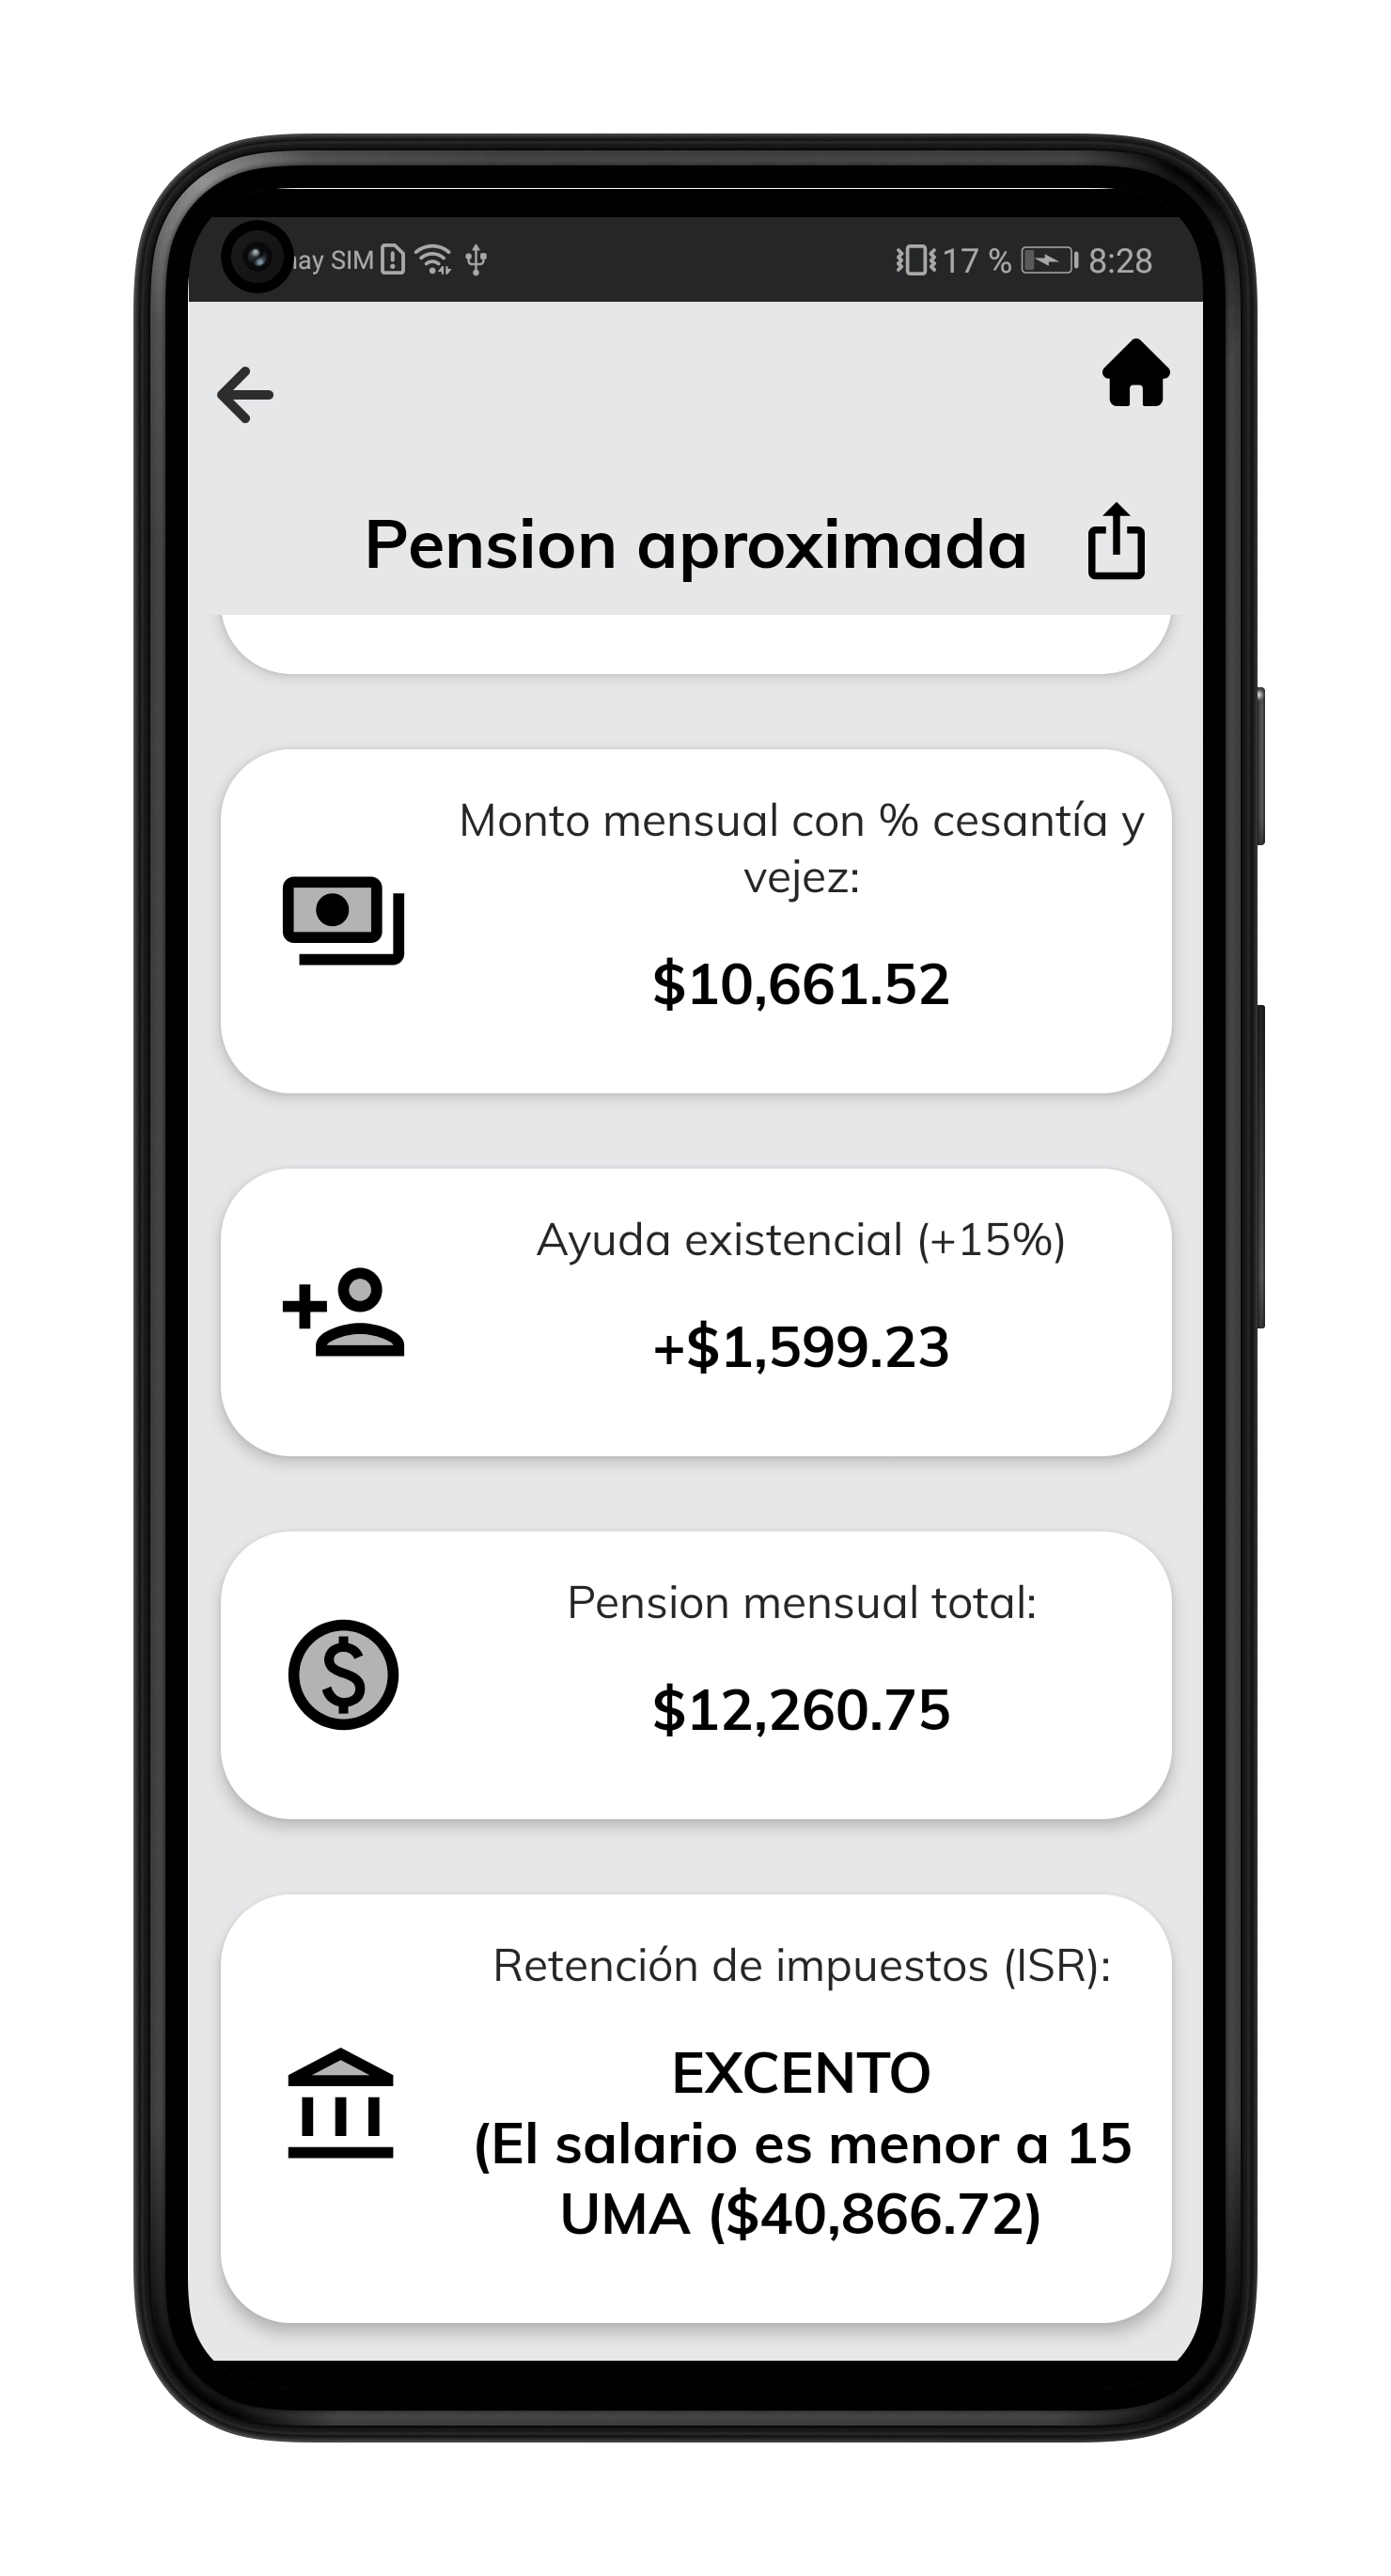 SIM 17 % 8:28
Pension aproximada
Monto mensual con % cesantía y
vejez:
$10,661.52
Ayuda existencial (+15%)
+$1,599.23
Pension mensual total:
$12,260.75
Retención de impuestos (ISR):
EXCENTO
(El salario es menor a 15
UMA ($40,866.72)